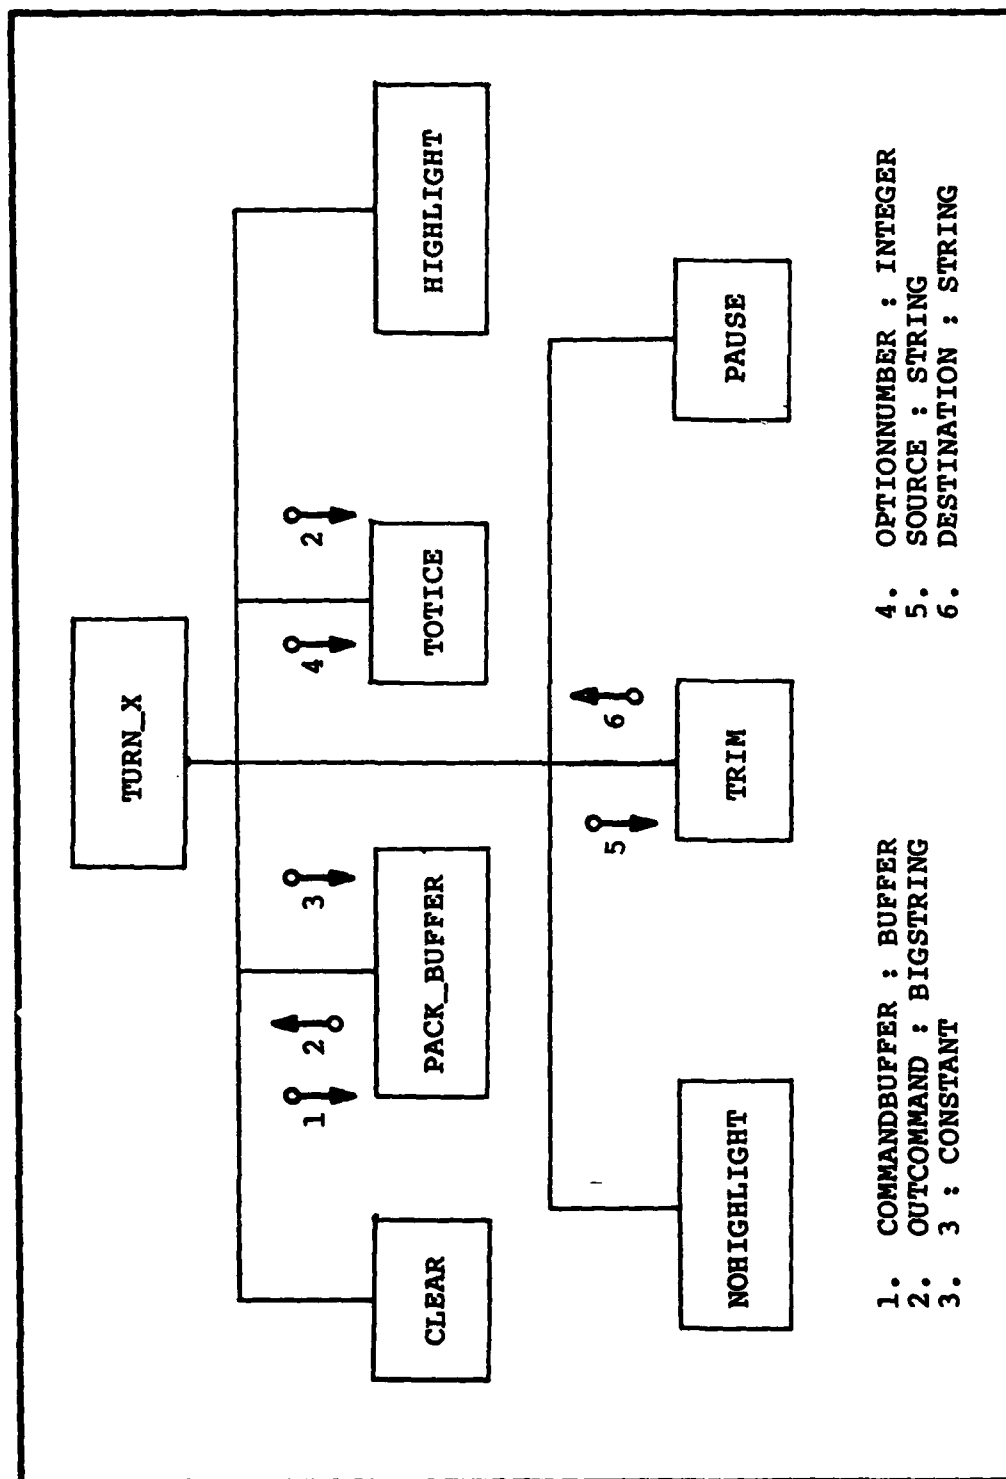 TURN_X
CLEAR
1
2
PACK_BUFFER
3
4
TOTICE
2
HIGHLIGHT
NOHIGHLIGHT
5
TRIM
6
PAUSE
1. COMMANDBUFFER : BUFFER
2. OUTCOMMAND : BIGSTRING
3. 3 : CONSTANT
4. OPTIONNUMBER : INTEGER
5. SOURCE : STRING
6. DESTINATION : STRING